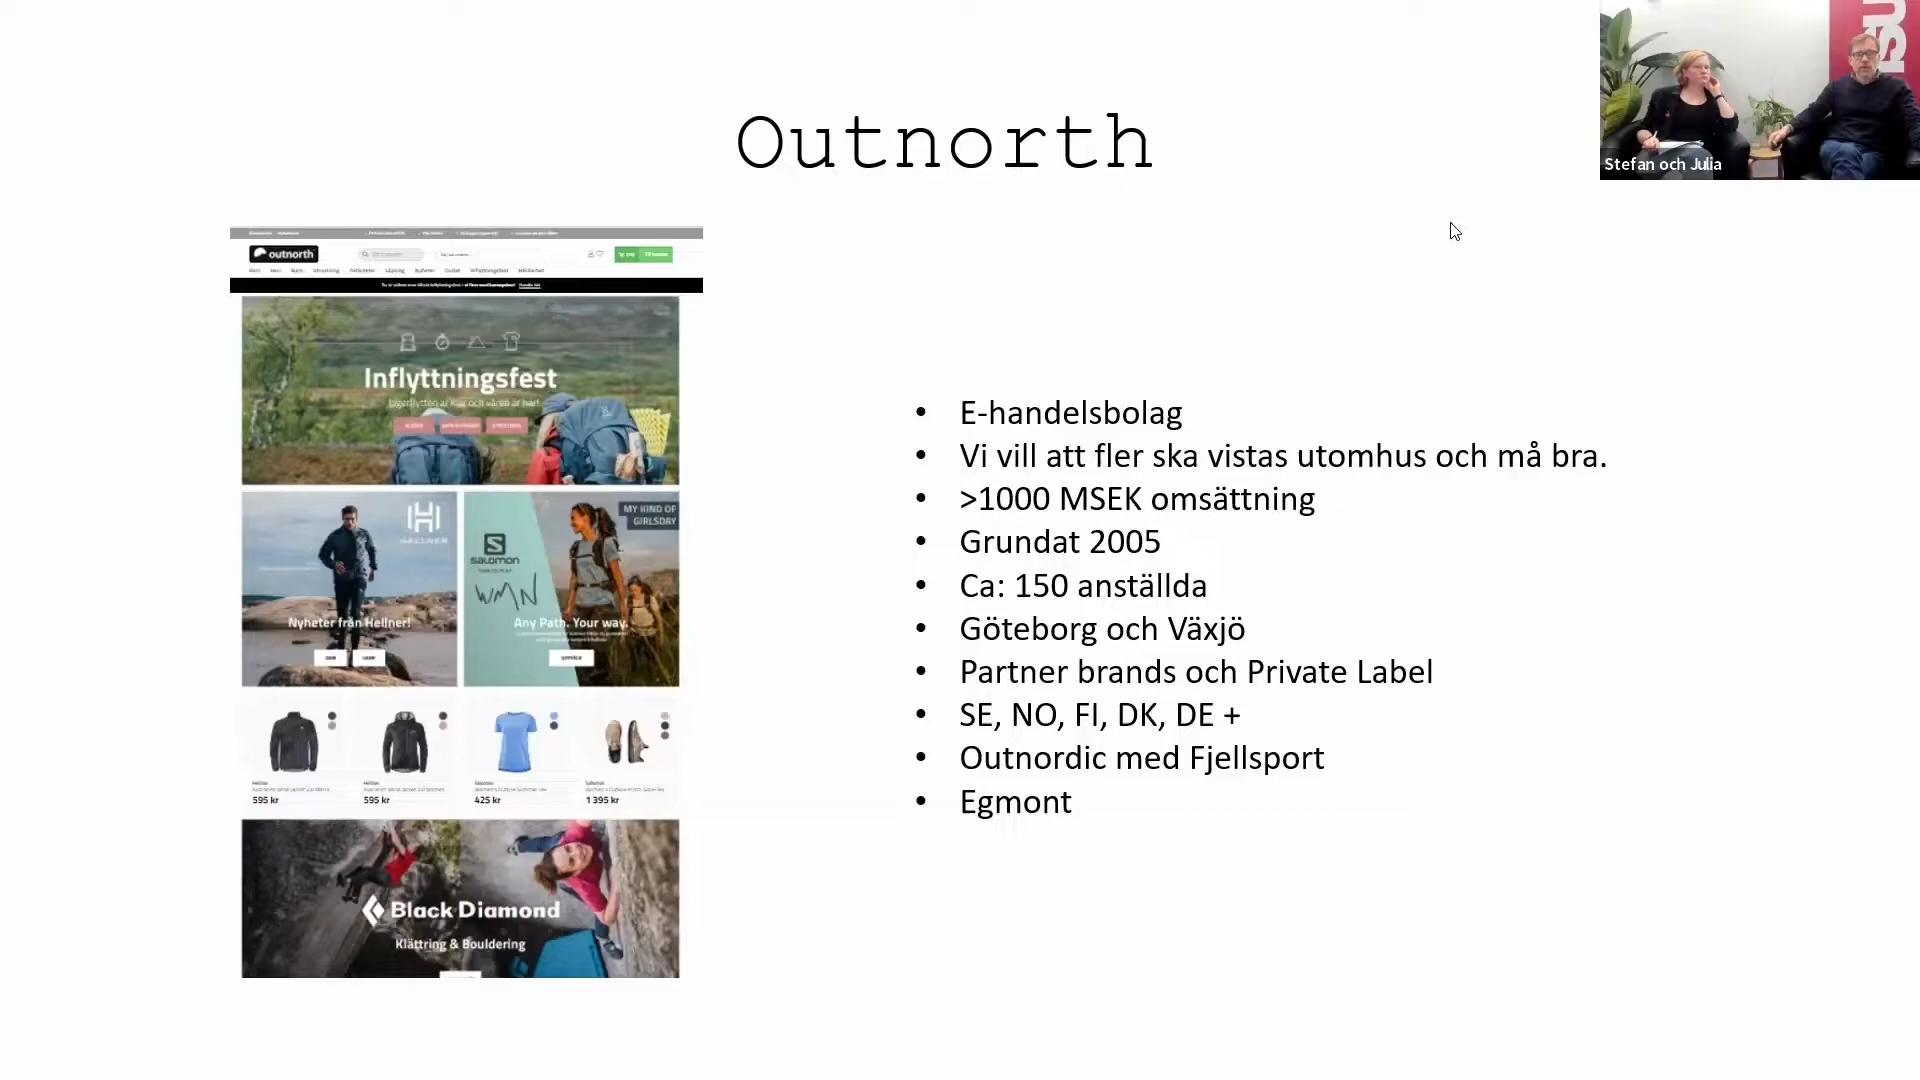 Outnorth
Stefan och Julia
outnorth
Inflyttningsfest
HELLNER
Nyheter från Hellner!
salomon
WMN
MY KIND OF
GIRLSDAY
Any Path. Your way.
595 kr
595 kr
425 kr
1 395 kr
Black Diamond
Klättring & Bouldering
• E-handelsbolag
• Vi vill att fler ska vistas utomhus och må bra.
• >1000 MSEK omsättning
• Grundat 2005
• Ca: 150 anställda
• Göteborg och Växjö
• Partner brands och Private Label
• SE, NO, FI, DK, DE +
• Outnordic med Fjellsport
• Egmont